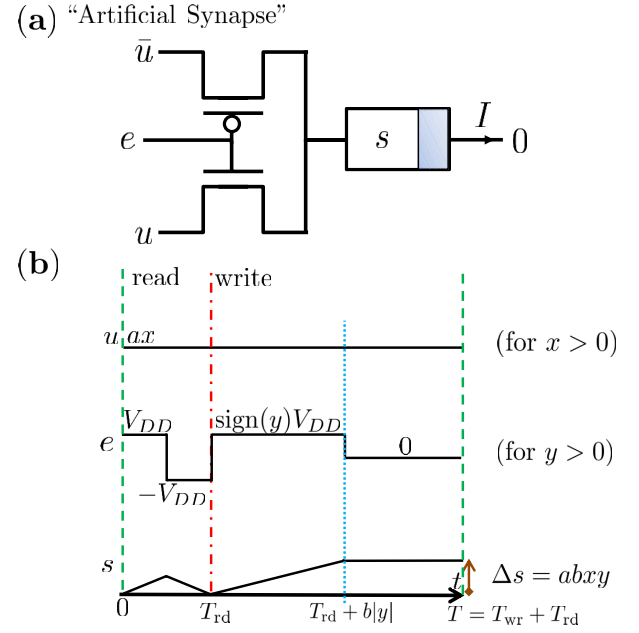 (a) “Artificial Synapse”
ū
e
s
I
0
u
(b)
read write
u ax (for x > 0)
V_DD sign(y)V_DD
e 0 (for y > 0)
−V_DD
s
t Δs = abxy
0 T_rd T_rd + b|y| T = T_wr + T_rd